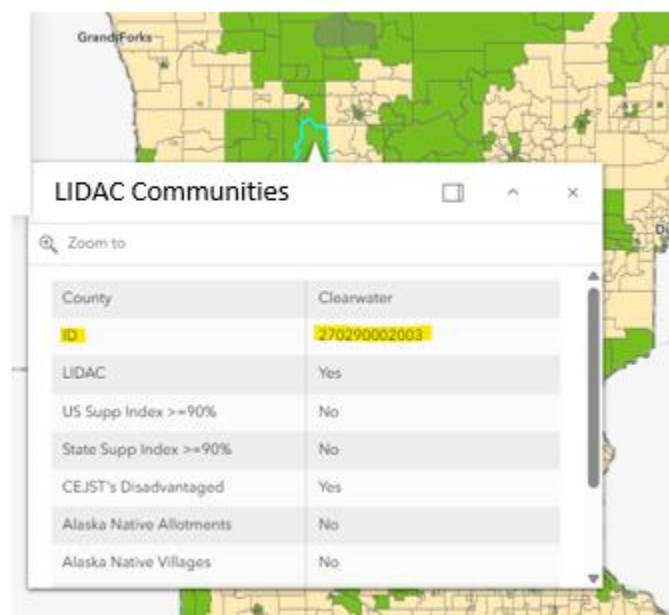 Grand Forks
LIDAC Communities
Zoom to
County Clearwater
ID 270290002003
LIDAC Yes
US Supp Index >=90% No
State Supp Index >=90% No
CEJST's Disadvantaged Yes
Alaska Native Allotments No
Alaska Native Villages No